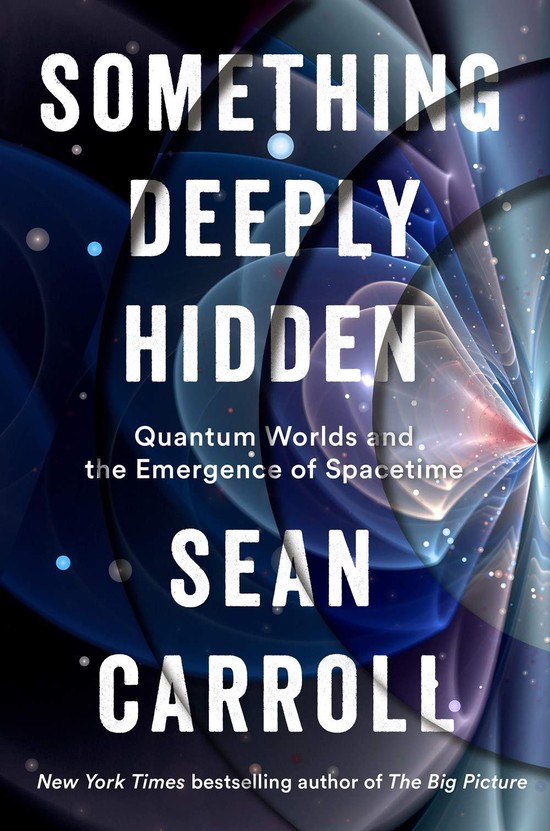 SOMETHING
DEEPLY
HIDDEN
Quantum Worlds and
the Emergence of Spacetime
SEAN
CARROLL
New York Times bestselling author of The Big Picture